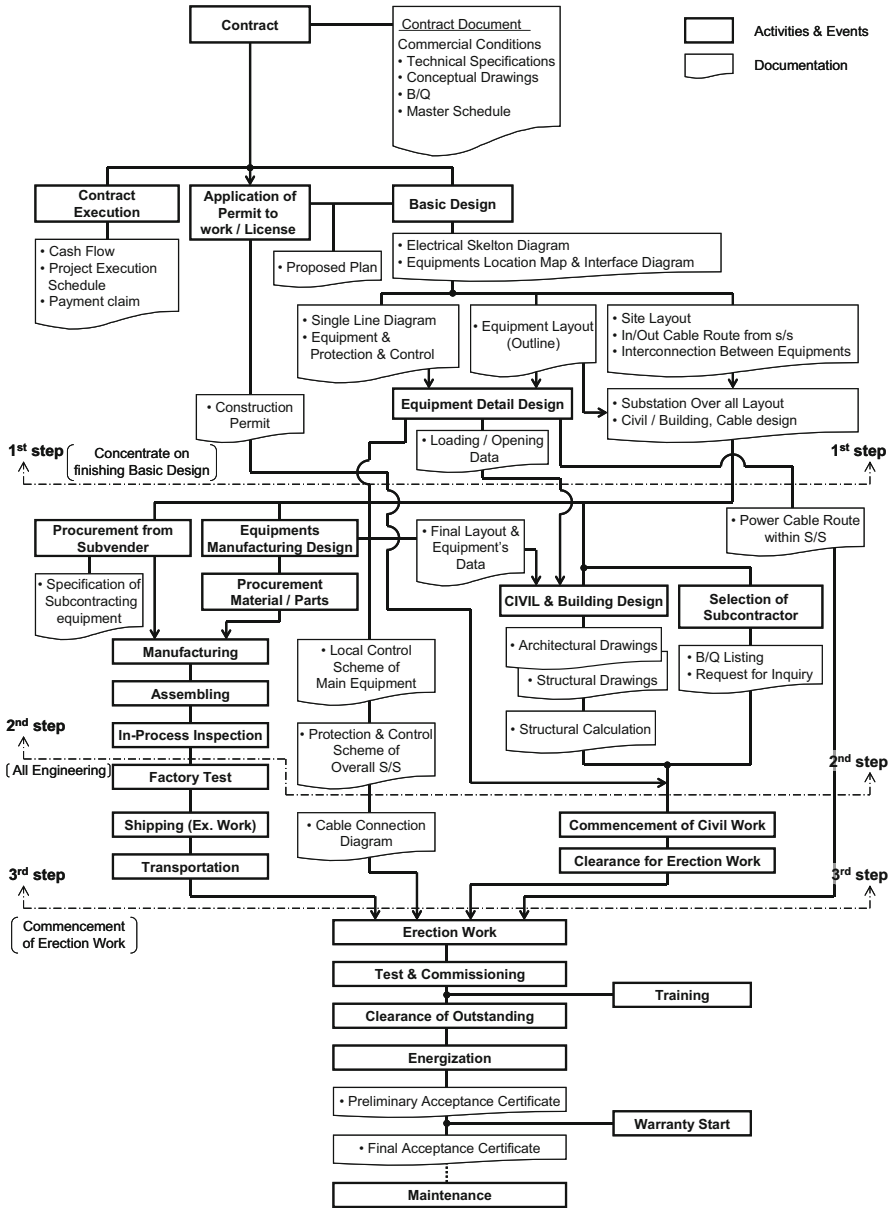 Contract
Contract Document
Commercial Conditions
• Technical Specifications
• Conceptual Drawings
• B/Q
• Master Schedule
Activities & Events
Documentation
Contract
Execution
Application of
Permit to
work / License
Basic Design
• Cash Flow
• Project Execution
Schedule
• Payment claim
• Proposed Plan
• Electrical Skelton Diagram
• Equipments Location Map & Interface Diagram
• Single Line Diagram
• Equipment &
Protection & Control
• Equipment Layout
(Outline)
• Site Layout
• In/Out Cable Route from s/s
• Interconnection Between Equipments
• Construction
Permit
Equipment Detail Design
• Substation Over all Layout
• Civil / Building, Cable design
• Loading / Opening
Data
1st step
Concentrate on
finishing Basic Design
1st step
Procurement from
Subvender
Equipments
Manufacturing Design
• Final Layout &
Equipment's
Data
• Power Cable Route
within S/S
• Specification of
Subcontracting
equipment
Procurement
Material / Parts
CIVIL & Building Design
Selection of
Subcontractor
Manufacturing
• Local Control
Scheme of
Main Equipment
• Architectural Drawings
• Structural Drawings
• B/Q Listing
• Request for Inquiry
Assembling
2nd step
In-Process Inspection
• Protection & Control
Scheme of
Overall S/S
• Structural Calculation
(All Engineering)
Factory Test
2nd step
Shipping (Ex. Work)
• Cable Connection
Diagram
Commencement of Civil Work
Transportation
Clearance for Erection Work
3rd step
3rd step
Commencement
of Erection Work
Erection Work
Test & Commissioning
Training
Clearance of Outstanding
Energization
• Preliminary Acceptance Certificate
Warranty Start
• Final Acceptance Certificate
Maintenance